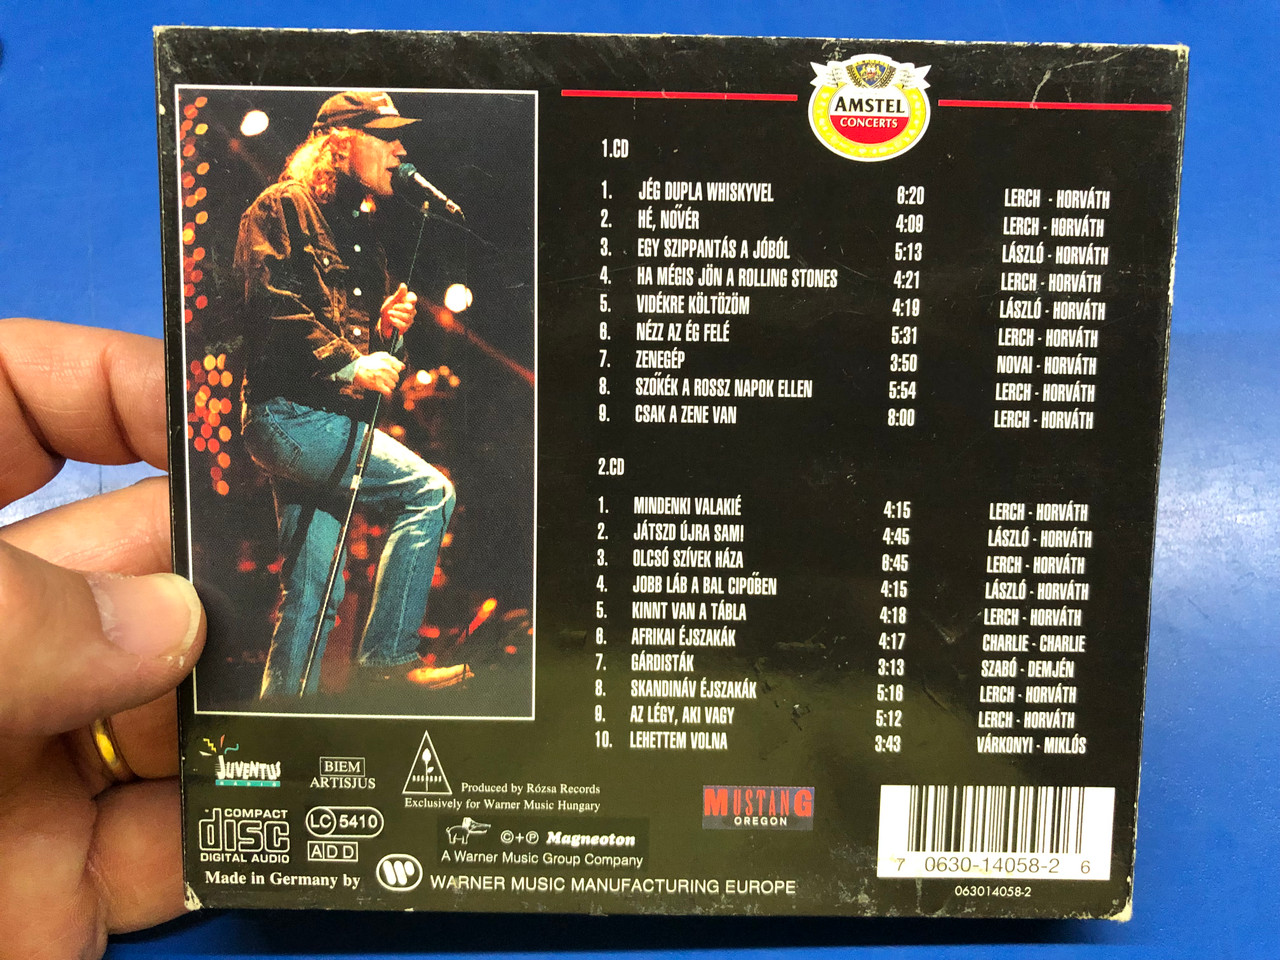 AMSTEL
CONCERTS
1.CD
1. JÉG DUPLA WHISKYVEL 8:20 LERCH - HORVÁTH
2. HÉ, NŐVÉR 4:09 LERCH - HORVÁTH
3. EGY SZIPPANTÁS A JÓBÓL 5:13 LÁSZLÓ - HORVÁTH
4. HA MÉGIS JÖN A ROLLING STONES 4:21 LERCH - HORVÁTH
5. VIDÉKRE KÖLTÖZÖM 4:19 LÁSZLÓ - HORVÁTH
6. NÉZZ AZ ÉG FELÉ 5:31 LERCH - HORVÁTH
7. ZENEGÉP 3:50 NOVAI - HORVÁTH
8. SZŐKÉK A ROSSZ NAPOK ELLEN 5:54 LERCH - HORVÁTH
9. CSAK A ZENE VAN 8:00 LERCH - HORVÁTH
2.CD
1. MINDENKI VALAKIÉ 4:15 LERCH - HORVÁTH
2. JÁTSZD ÚJRA SAMI 4:45 LÁSZLÓ - HORVÁTH
3. OLCSÓ SZÍVEK HÁZA 6:45 LERCH - HORVÁTH
4. JOBB LÁB A BAL CIPŐBEN 4:15 LÁSZLÓ - HORVÁTH
5. KINNT VAN A TÁBLA 4:18 LERCH - HORVÁTH
6. AFRIKAI ÉJSZAKÁK 4:17 CHARLIE - CHARLIE
7. GÁRDISTÁK 3:13 SZABÓ - DEMJÉN
8. SKANDINÁV ÉJSZAKÁK 5:16 LERCH - HORVÁTH
9. AZ LÉGY, AKI VAGY 5:12 LERCH - HORVÁTH
10. LEHETTEM VOLNA 3:43 VÁRKONYI - MIKLÓS
JUVENTUS
RÁDIÓ
BIEM
ARTISJUS
Produced by Rózsa Records
Exclusively for Warner Music Hungary
COMPACT
disc
DIGITAL AUDIO
LC 5410
ADD
©+℗ Magneoton
A Warner Music Group Company
Made in Germany by WARNER MUSIC MANUFACTURING EUROPE
MUSTANG
OREGON
7 0630-14058-2 6
063014058-2